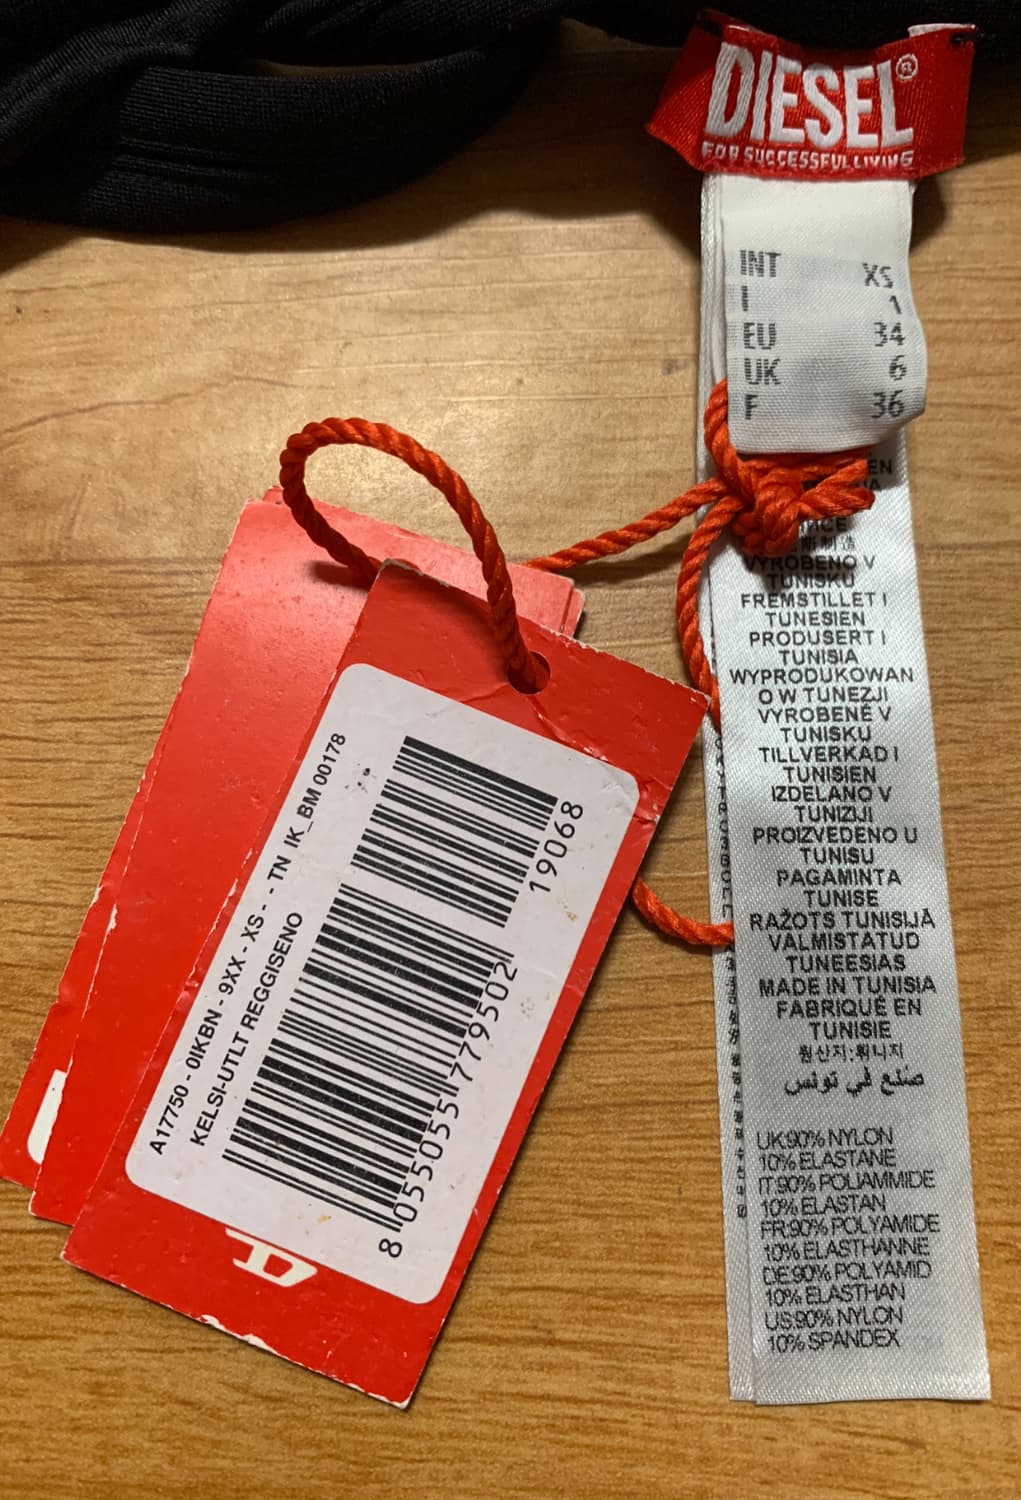 DIESEL®
FOR SUCCESSFUL LIVING
INT XS
I 1
EU 34
UK 6
F 36
EN
VYROBENO V
TUNISKU
FREMSTILLET I
TUNESIEN
PRODUSERT I
TUNISIA
WYPRODUKOWAN
O W TUNEZJI
VYROBENÉ V
TUNISKU
TILLVERKAD I
TUNISIEN
IZDELANO V
TUNIZIJI
PROIZVEDENO U
TUNISU
PAGAMINTA
TUNISE
RAŽOTS TUNISIJĀ
VALMISTATUD
TUNEESIAS
MADE IN TUNISIA
FABRIQUÉ EN
TUNISIE
원산지:튀니지
صُنع في تونس
UK:90% NYLON
10% ELASTANE
IT:90% POLIAMMIDE
10% ELASTAN
FR:90% POLYAMIDE
10% ELASTHANNE
DE:90% POLYAMID
10% ELASTHAN
US:90% NYLON
10% SPANDEX
A17750 - 0IKBN - 9XX - XS - - TN IK_BM 00178
KELSI-UTLT REGGISENO
19068
8 055055 779502